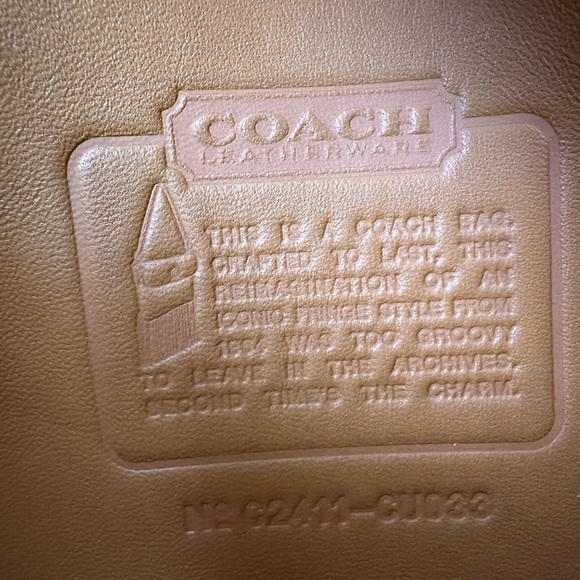 COACH
LEATHERWARE
THIS IS A COACH BAG.
CRAFTED TO LAST, THIS
REIMAGINATION OF AN
ICONIC FRINGE STYLE FROM
1994 WAS TOO GROOVY
TO LEAVE IN THE ARCHIVES.
SECOND TIME'S THE CHARM.
Nº C2411-CU033